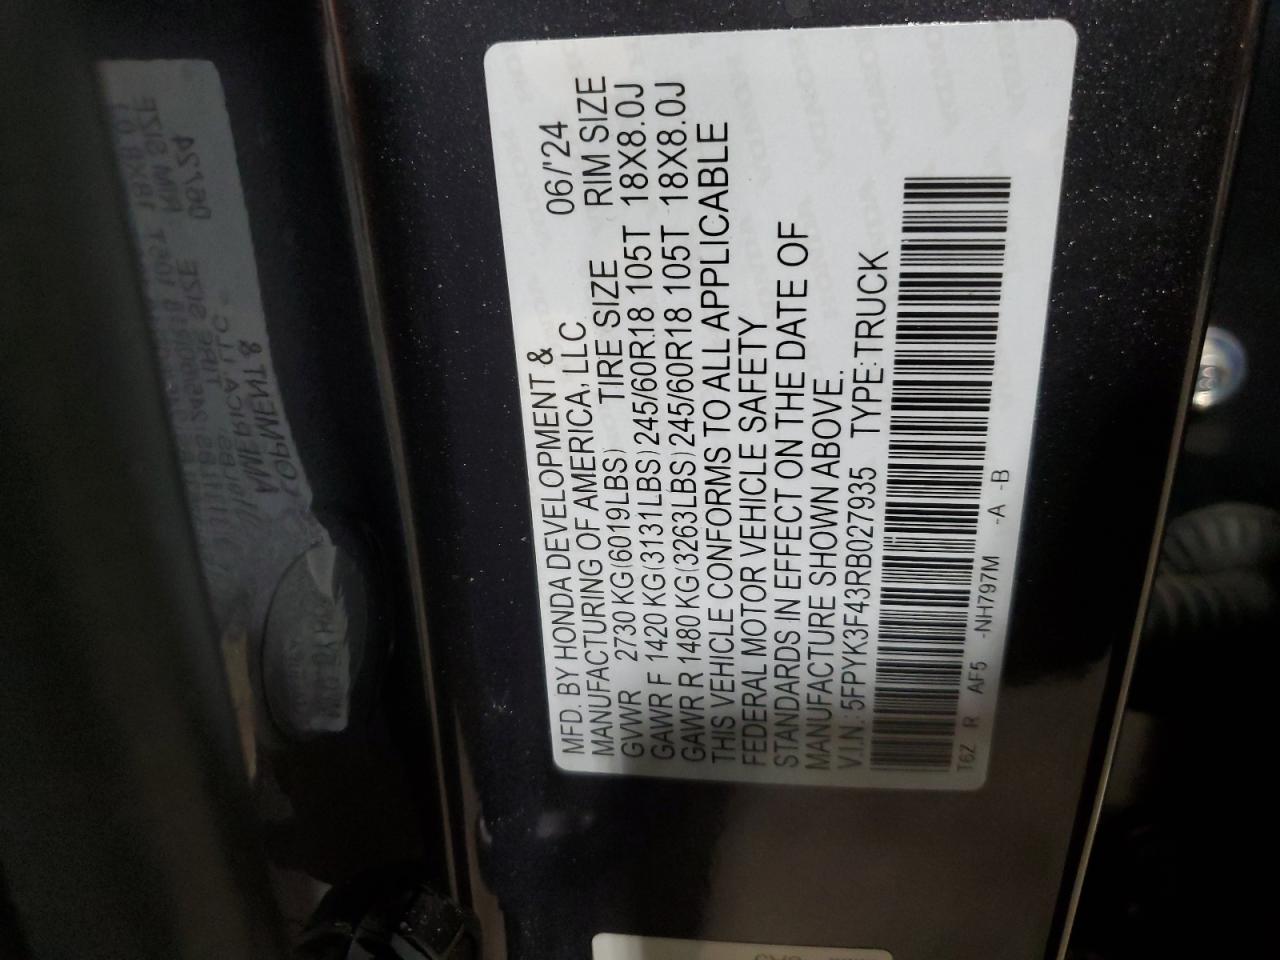 MFD. BY HONDA DEVELOPMENT & 06/'24
MANUFACTURING OF AMERICA, LLC
TIRE SIZE RIM SIZE
GVWR 2730 KG(6019LBS)
GAWR F 1420 KG(3131LBS) 245/60R18 105T 18X8.0J
GAWR R 1480 KG(3263LBS) 245/60R18 105T 18X8.0J
THIS VEHICLE CONFORMS TO ALL APPLICABLE
FEDERAL MOTOR VEHICLE SAFETY
STANDARDS IN EFFECT ON THE DATE OF
MANUFACTURE SHOWN ABOVE.
V.I.N.: 5FPYK3F43RB027935 TYPE:TRUCK
T6Z R AF5 -NH797M -A -B